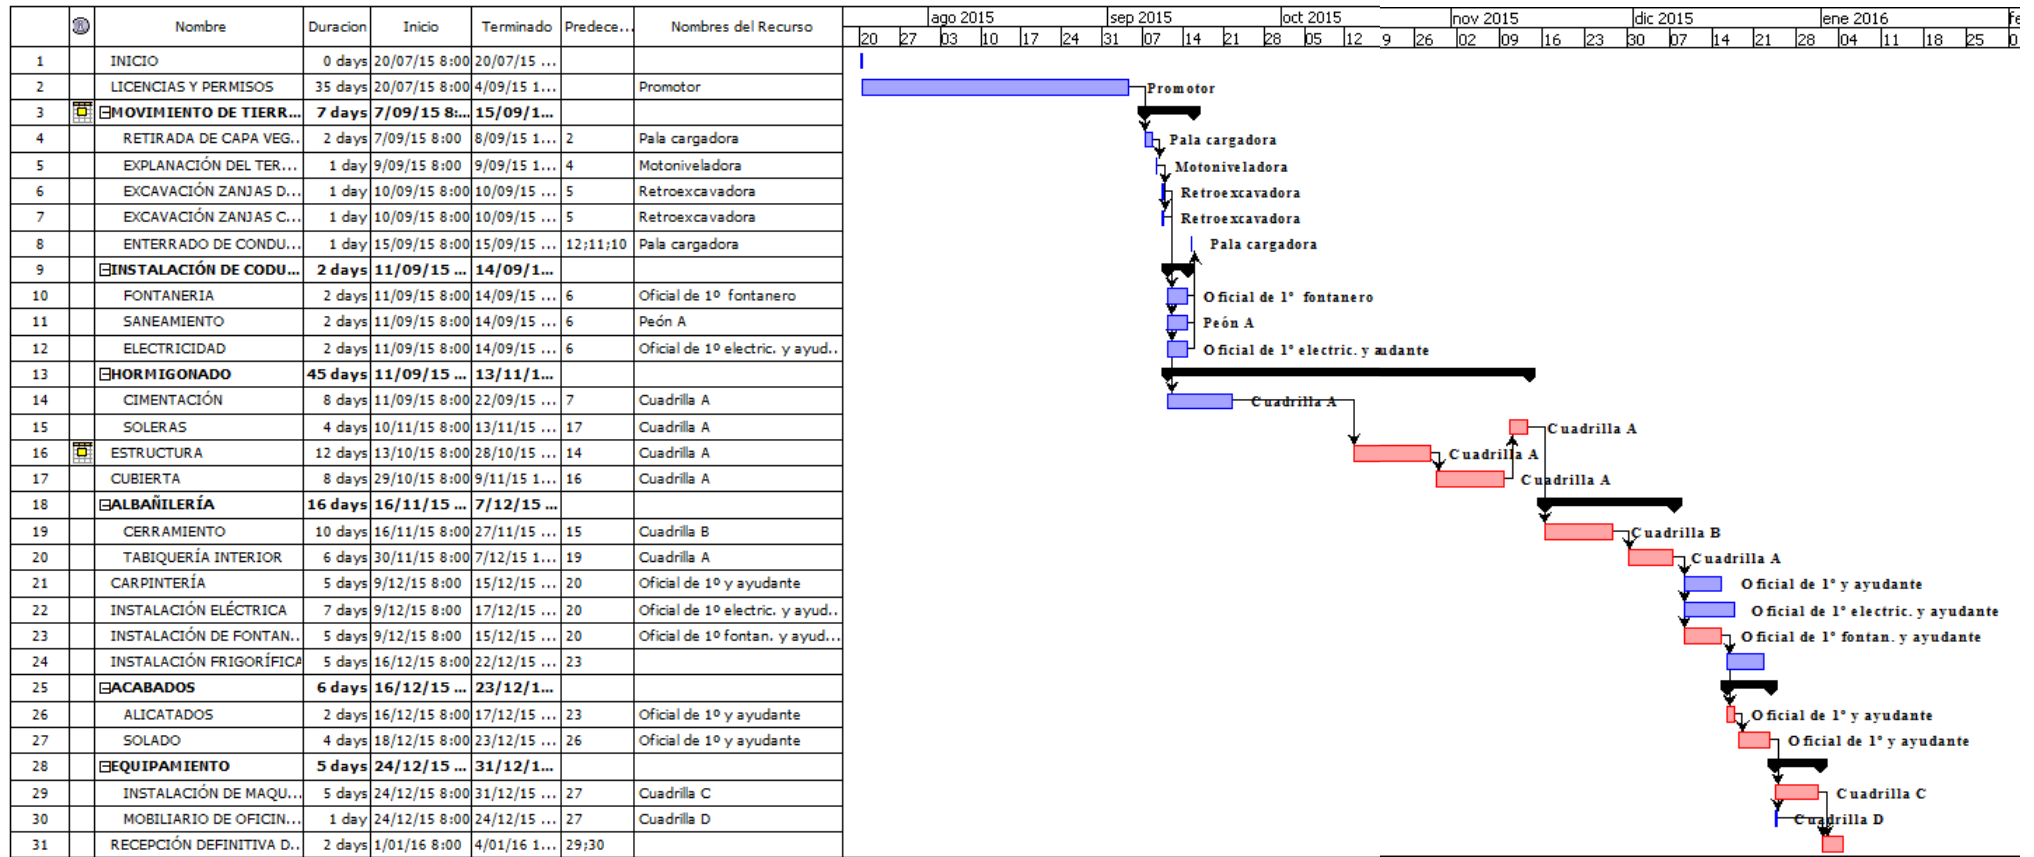 Nombre Duracion Inicio Terminado Predece... Nombres del Recurso
ago 2015 sep 2015 oct 2015 nov 2015 dic 2015 ene 2016 fe
20 27 03 10 17 24 31 07 14 21 28 05 12 9 26 02 09 16 23 30 07 14 21 28 04 11 18 25 0
1 INICIO 0 days 20/07/15 8:00 20/07/15 ...
2 LICENCIAS Y PERMISOS 35 days 20/07/15 8:00 4/09/15 1... Promotor Promotor
3 MOVIMIENTO DE TIERR... 7 days 7/09/15 8:... 15/09/1...
4 RETIRADA DE CAPA VEG.. 2 days 7/09/15 8:00 8/09/15 1... 2 Pala cargadora Pala cargadora
5 EXPLANACIÓN DEL TER... 1 day 9/09/15 8:00 9/09/15 1... 4 Motoniveladora Motoniveladora
6 EXCAVACIÓN ZANJAS D... 1 day 10/09/15 8:00 10/09/15 ... 5 Retroexcavadora Retroexcavadora
7 EXCAVACIÓN ZANJAS C... 1 day 10/09/15 8:00 10/09/15 ... 5 Retroexcavadora Retroexcavadora
8 ENTERRADO DE CONDU... 1 day 15/09/15 8:00 15/09/15 ... 12;11;10 Pala cargadora Pala cargadora
9 INSTALACIÓN DE CODU... 2 days 11/09/15 ... 14/09/1...
10 FONTANERIA 2 days 11/09/15 8:00 14/09/15 ... 6 Oficial de 1º fontanero Oficial de 1º fontanero
11 SANEAMIENTO 2 days 11/09/15 8:00 14/09/15 ... 6 Peón A Peón A
12 ELECTRICIDAD 2 days 11/09/15 8:00 14/09/15 ... 6 Oficial de 1º electric. y ayud.. Oficial de 1º electric. y audante
13 HORMIGONADO 45 days 11/09/15 ... 13/11/1...
14 CIMENTACIÓN 8 days 11/09/15 8:00 22/09/15 ... 7 Cuadrilla A Cuadrilla A
15 SOLERAS 4 days 10/11/15 8:00 13/11/15 ... 17 Cuadrilla A Cuadrilla A
16 ESTRUCTURA 12 days 13/10/15 8:00 28/10/15 ... 14 Cuadrilla A Cuadrilla A
17 CUBIERTA 8 days 29/10/15 8:00 9/11/15 1... 16 Cuadrilla A Cuadrilla A
18 ALBAÑILERÍA 16 days 16/11/15 ... 7/12/15 ...
19 CERRAMIENTO 10 days 16/11/15 8:00 27/11/15 ... 15 Cuadrilla B Cuadrilla B
20 TABIQUERÍA INTERIOR 6 days 30/11/15 8:00 7/12/15 1... 19 Cuadrilla A Cuadrilla A
21 CARPINTERÍA 5 days 9/12/15 8:00 15/12/15 ... 20 Oficial de 1º y ayudante Oficial de 1º y ayudante
22 INSTALACIÓN ELÉCTRICA 7 days 9/12/15 8:00 17/12/15 ... 20 Oficial de 1º electric. y ayud.. Oficial de 1º electric. y ayudante
23 INSTALACIÓN DE FONTAN.. 5 days 9/12/15 8:00 15/12/15 ... 20 Oficial de 1º fontan. y ayud... Oficial de 1º fontan. y ayudante
24 INSTALACIÓN FRIGORÍFICA 5 days 16/12/15 8:00 22/12/15 ... 23
25 ACABADOS 6 days 16/12/15 ... 23/12/1...
26 ALICATADOS 2 days 16/12/15 8:00 17/12/15 ... 23 Oficial de 1º y ayudante Oficial de 1º y ayudante
27 SOLADO 4 days 18/12/15 8:00 23/12/15 ... 26 Oficial de 1º y ayudante Oficial de 1º y ayudante
28 EQUIPAMIENTO 5 days 24/12/15 ... 31/12/1...
29 INSTALACIÓN DE MAQU... 5 days 24/12/15 8:00 31/12/15 ... 27 Cuadrilla C Cuadrilla C
30 MOBILIARIO DE OFICIN... 1 day 24/12/15 8:00 24/12/15 ... 27 Cuadrilla D Cuadrilla D
31 RECEPCIÓN DEFINITIVA D.. 2 days 1/01/16 8:00 4/01/16 1... 29;30